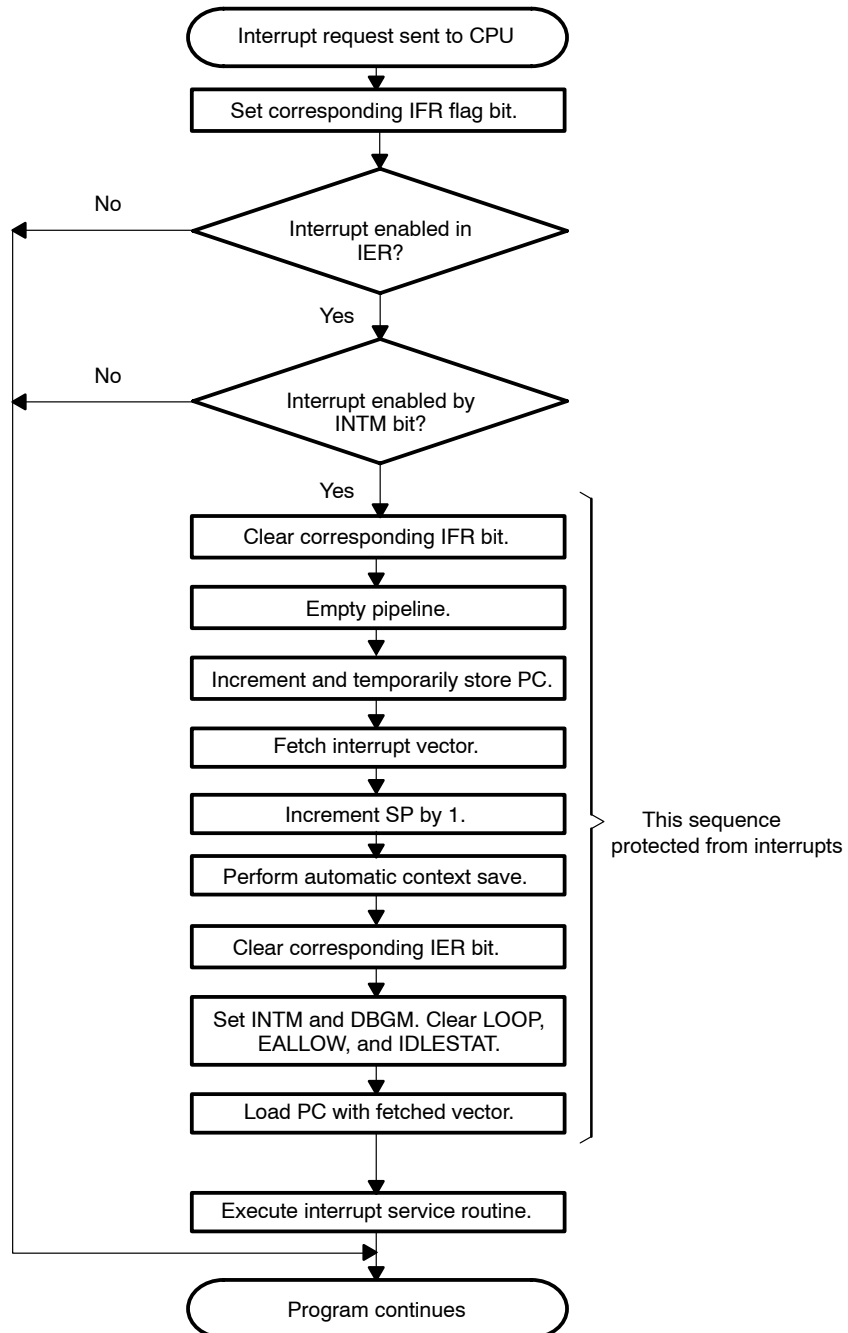 Interrupt request sent to CPU
Set corresponding IFR flag bit.
No
Interrupt enabled in
IER?
Yes
No
Interrupt enabled by
INTM bit?
Yes
Clear corresponding IFR bit.
Empty pipeline.
Increment and temporarily store PC.
Fetch interrupt vector.
Increment SP by 1.
This sequence
protected from interrupts
Perform automatic context save.
Clear corresponding IER bit.
Set INTM and DBGM. Clear LOOP,
EALLOW, and IDLESTAT.
Load PC with fetched vector.
Execute interrupt service routine.
Program continues